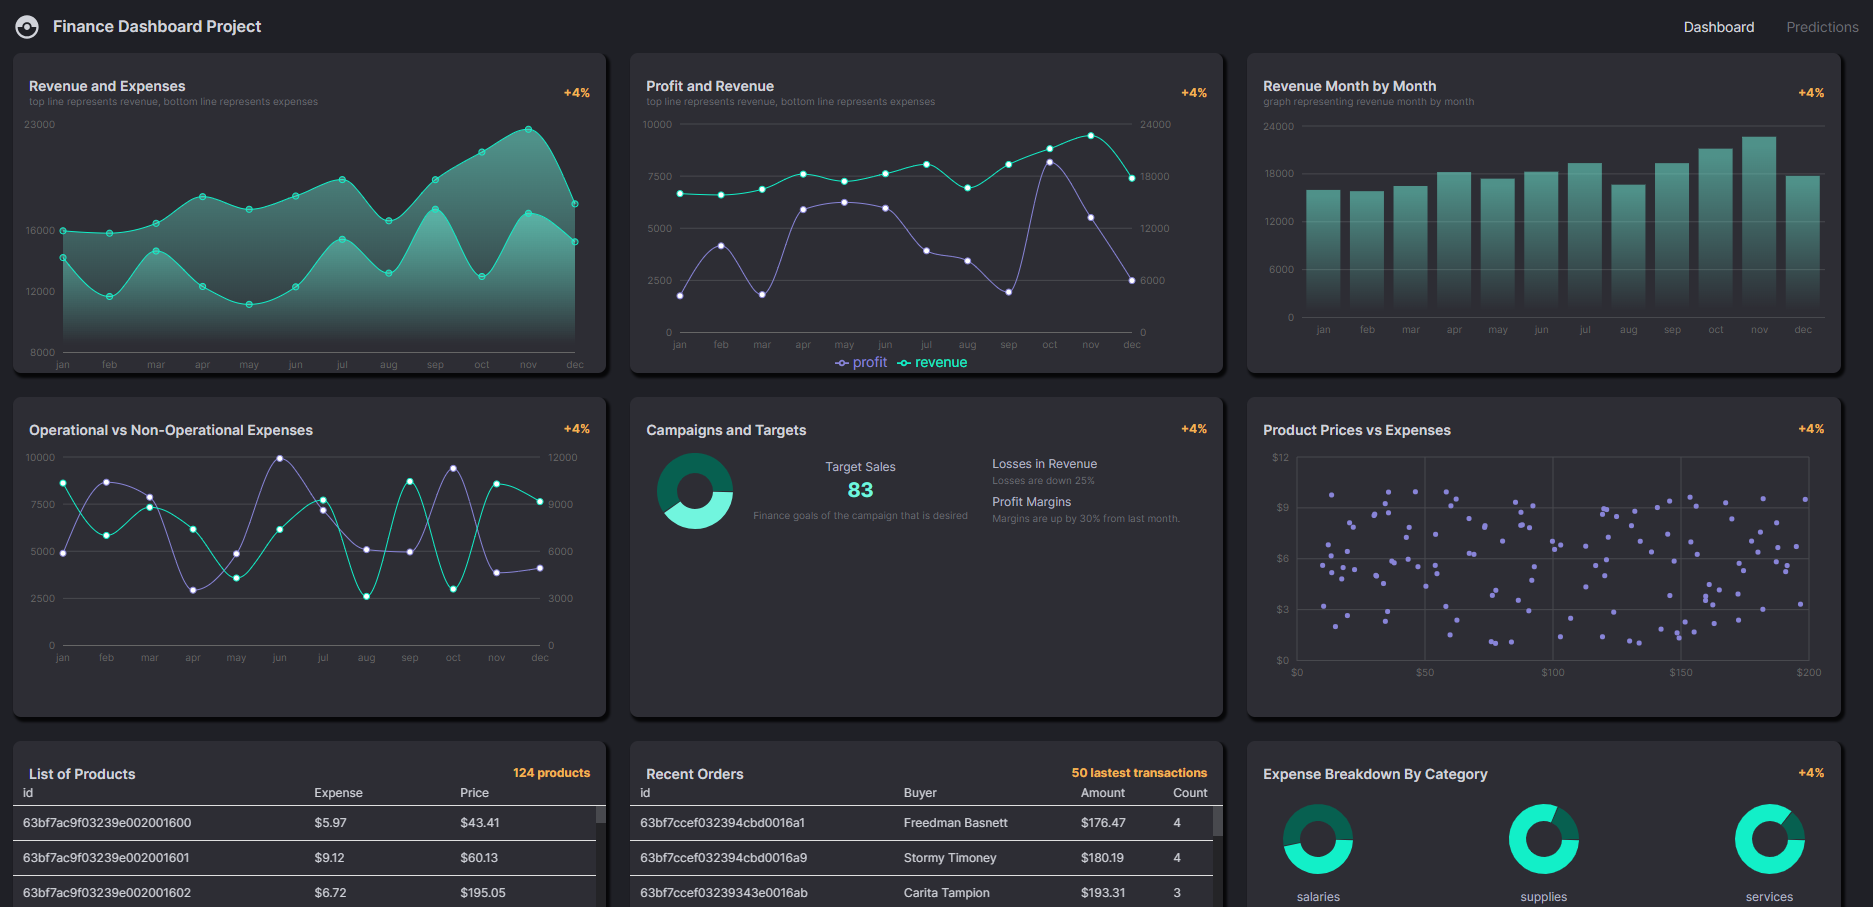 Finance Dashboard Project
Dashboard
Predictions
Revenue and Expenses
top line represents revenue, bottom line represents expenses
+4%
23000
16000
12000
8000
jan feb mar apr may jun jul aug sep oct nov dec
Profit and Revenue
top line represents revenue, bottom line represents expenses
+4%
10000 24000
7500 18000
5000 12000
2500 6000
0 0
jan feb mar apr may jun jul aug sep oct nov dec
profit revenue
Revenue Month by Month
graph representing revenue month by month
+4%
24000
18000
12000
6000
0
jan feb mar apr may jun jul aug sep oct nov dec
Operational vs Non-Operational Expenses
+4%
10000 12000
7500 9000
5000 6000
2500 3000
0 0
jan feb mar apr may jun jul aug sep oct nov dec
Campaigns and Targets
+4%
Target Sales
83
Finance goals of the campaign that is desired
Losses in Revenue
Losses are down 25%
Profit Margins
Margins are up by 30% from last month.
Product Prices vs Expenses
+4%
$12
$9
$6
$3
$0
$0 $50 $100 $150 $200
List of Products
124 products
id Expense Price
63bf7ac9f03239e002001600 $5.97 $43.41
63bf7ac9f03239e002001601 $9.12 $60.13
63bf7ac9f03239e002001602 $6.72 $195.05
Recent Orders
50 lastest transactions
id Buyer Amount Count
63bf7ccef032394cbd0016a1 Freedman Basnett $176.47 4
63bf7ccef032394cbd0016a9 Stormy Timoney $180.19 4
63bf7ccef03239343e0016ab Carita Tampion $193.31 3
Expense Breakdown By Category
+4%
salaries supplies services